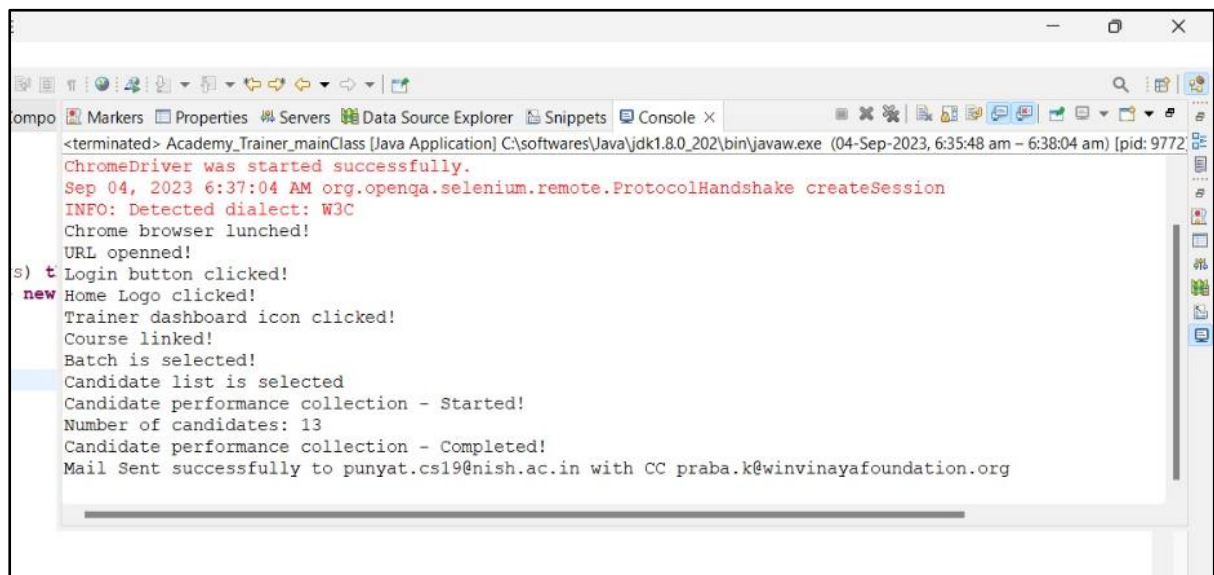 ompo Markers Properties Servers Data Source Explorer Snippets Console
<terminated> Academy_Trainer_mainClass [Java Application] C:\softwares\Java\jdk1.8.0_202\bin\javaw.exe (04-Sep-2023, 6:35:48 am – 6:38:04 am) [pid: 9772]
ChromeDriver was started successfully.
Sep 04, 2023 6:37:04 AM org.openqa.selenium.remote.ProtocolHandshake createSession
INFO: Detected dialect: W3C
Chrome browser lunched!
URL openned!
s) t Login button clicked!
new Home Logo clicked!
Trainer dashboard icon clicked!
Course linked!
Batch is selected!
Candidate list is selected
Candidate performance collection - Started!
Number of candidates: 13
Candidate performance collection - Completed!
Mail Sent successfully to punyat.cs19@nish.ac.in with CC praba.k@winvinayafoundation.org